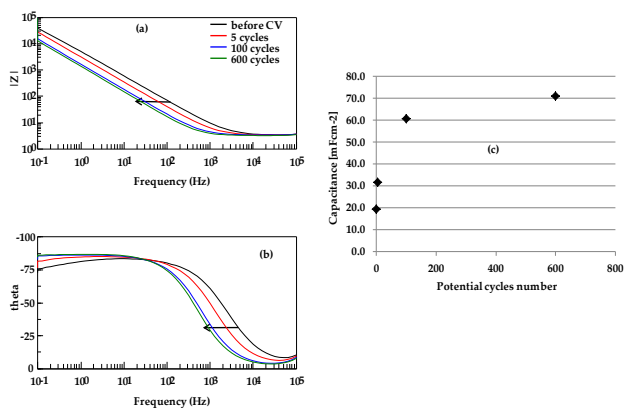 (a)
before CV
5 cycles
100 cycles
600 cycles
|Z|
10^5
10^4
10^3
10^2
10^1
10^0
10^-1 10^0 10^1 10^2 10^3 10^4 10^5
Frequency (Hz)
(b)
theta
-100
-75
-50
-25
0
10^-1 10^0 10^1 10^2 10^3 10^4 10^5
Frequency (Hz)
(c)
Capacitance [mFcm-2]
80.0
70.0
60.0
50.0
40.0
30.0
20.0
10.0
0.0
0 200 400 600 800
Potential cycles number